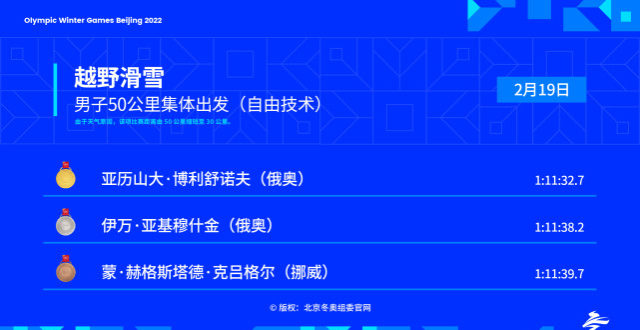 Olympic Winter Games Beijing 2022
越野滑雪
男子50公里集体出发（自由技术）
2月19日
由于天气原因，该项比赛距离由 50 公里缩短至 30 公里。
亚历山大·博利舒诺夫（俄奥） 1:11:32.7
伊万·亚基穆什金（俄奥） 1:11:38.2
蒙·赫格斯塔德·克吕格尔（挪威） 1:11:39.7
© 版权：北京冬奥组委官网